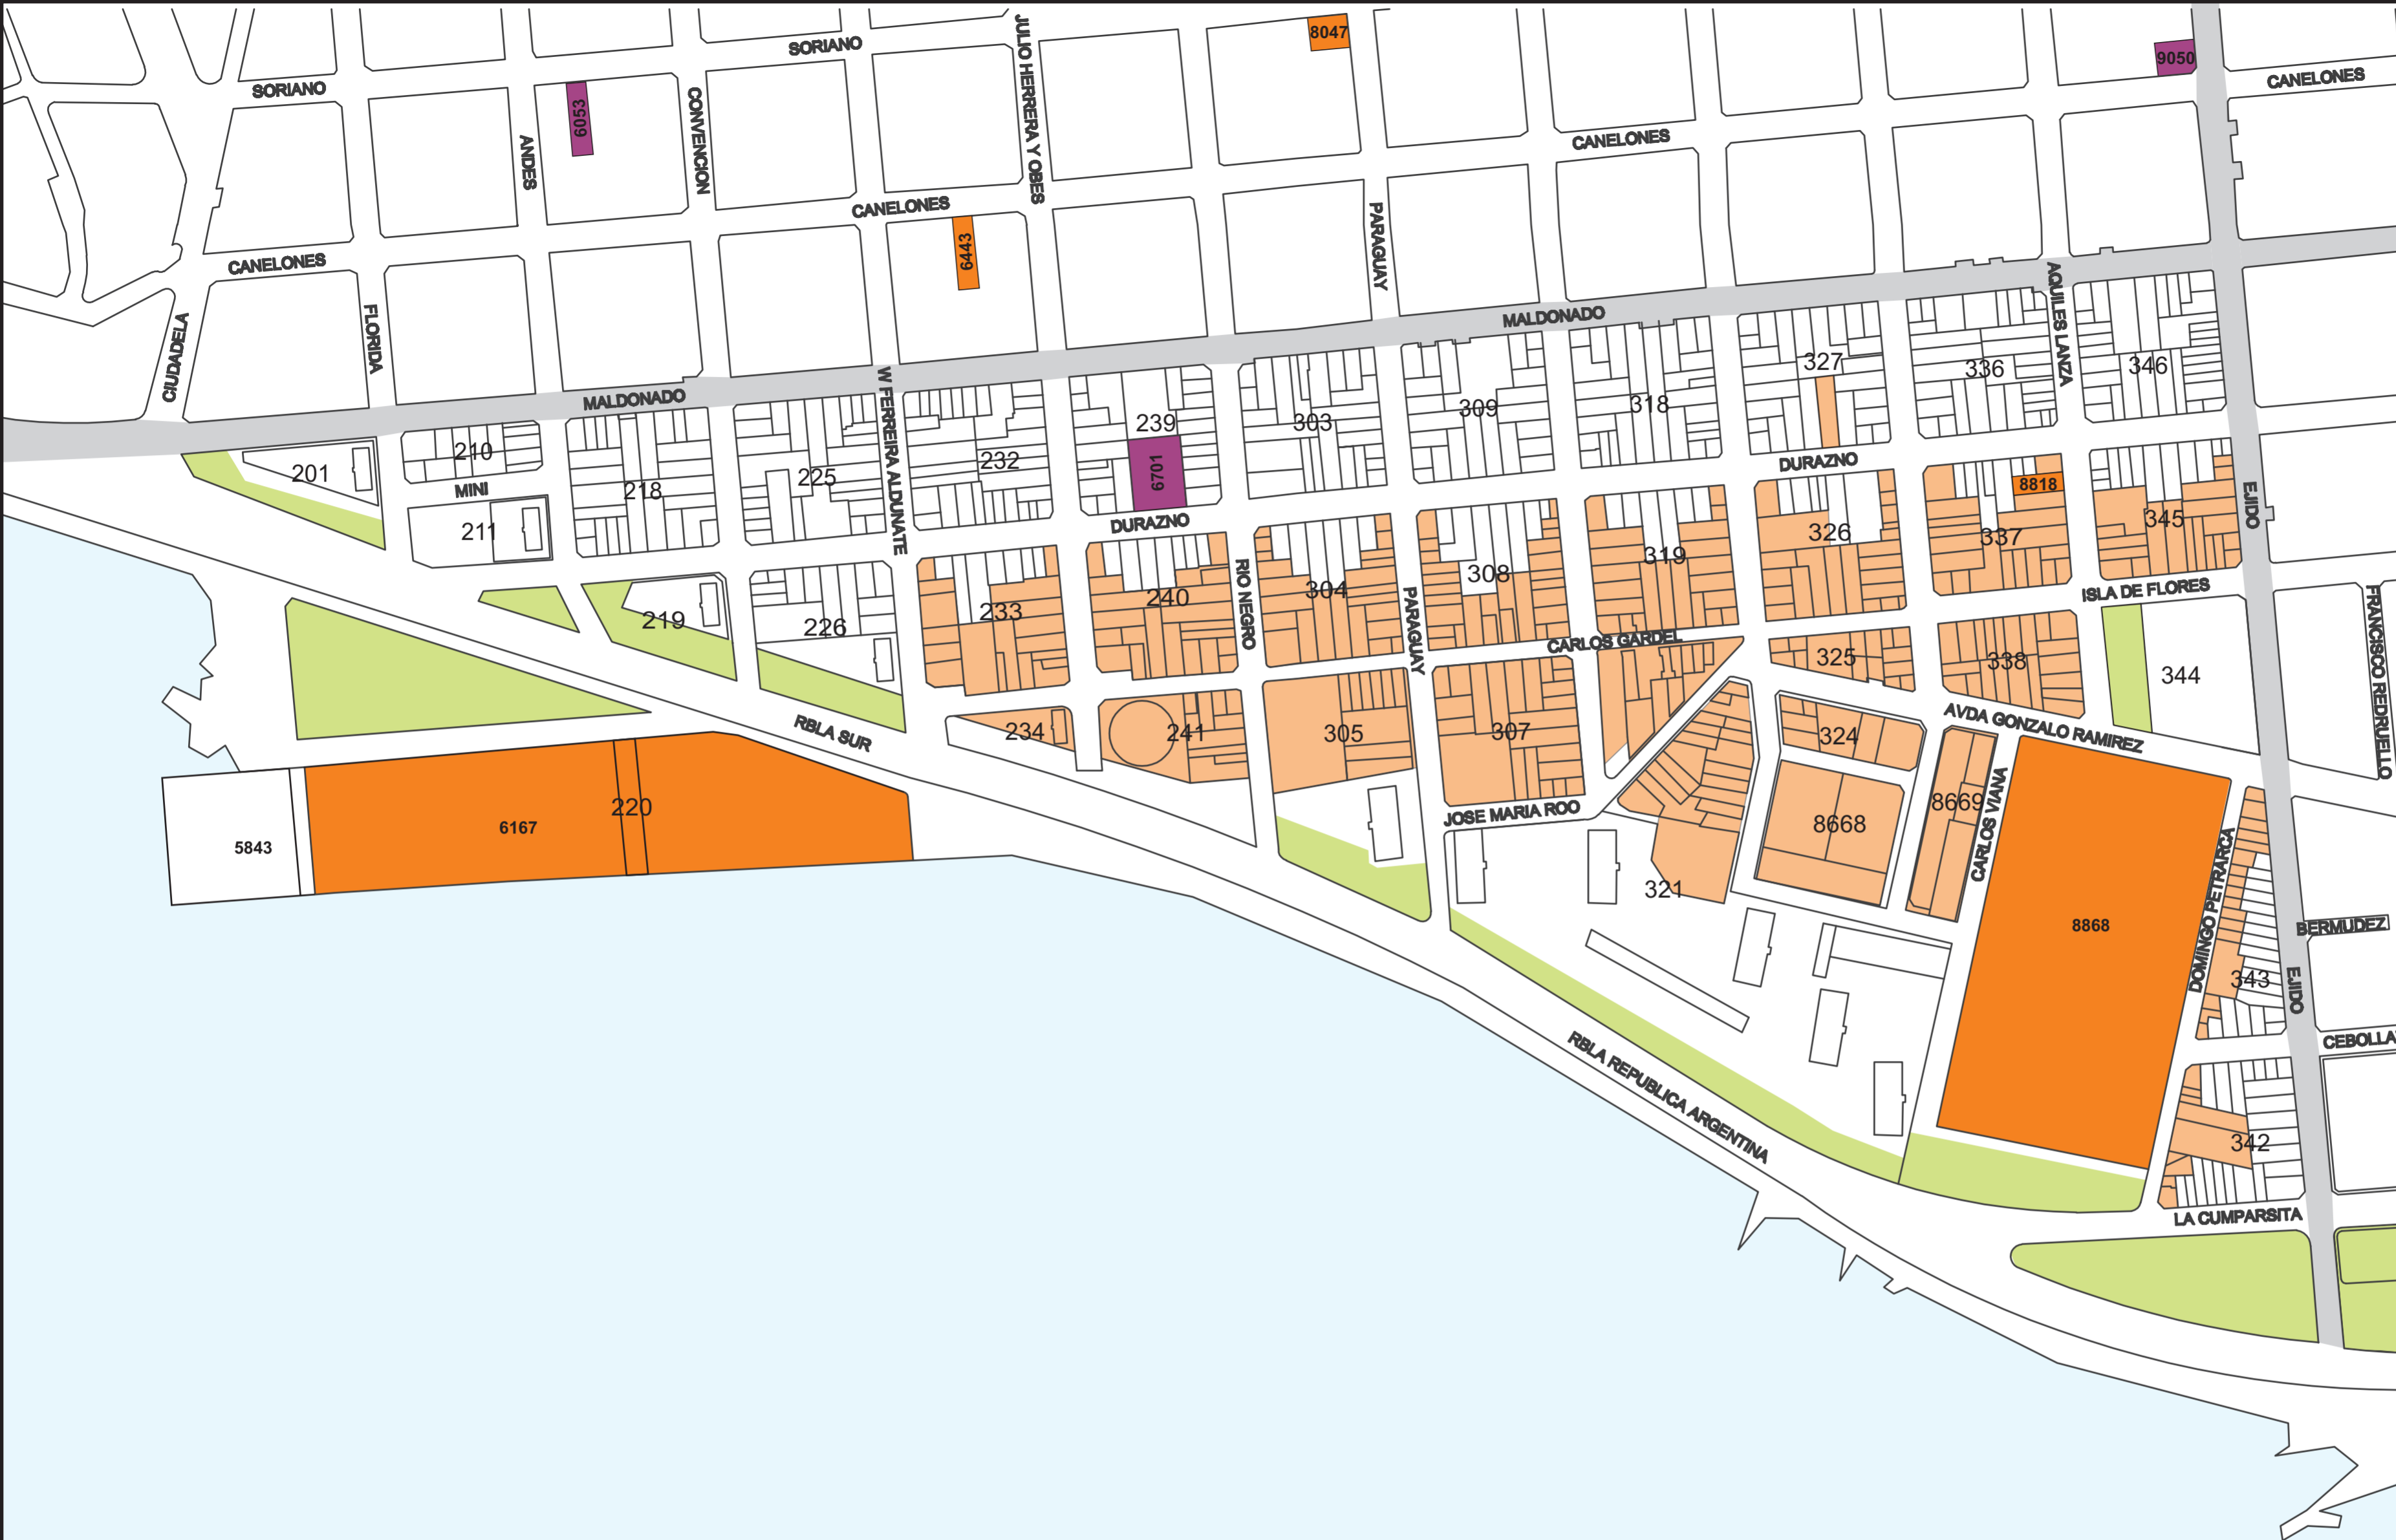 8047
SORIANO
9050
CANELONES
SORIANO
JULIO HERRERA Y OBES
6053
CONVENCION
ANDES
CANELONES
CANELONES
6443
PARAGUAY
CANELONES
AQUILES LANZA
CIUDADELA
FLORIDA
MALDONADO
MALDONADO
W FERREIRA ALDUNATE
327
336
346
318
309
303
239
6701
232
225
218
210
201
MINI
211
DURAZNO
DURAZNO
8818
EJIDO
345
337
326
319
308
304
240
233
226
219
RIO NEGRO
PARAGUAY
ISLA DE FLORES
FRANCISCO REDRUELLO
CARLOS GARDEL
325
338
344
RBLA SUR
234
241
305
307
324
AVDA GONZALO RAMIREZ
5843
6167
220
JOSE MARIA ROO
8668
8669
CARLOS VIANA
321
8868
DOMINGO PETRARCA
BERMUDEZ
343
EJIDO
RBLA REPUBLICA ARGENTINA
CEBOLLA
342
LA CUMPARSITA